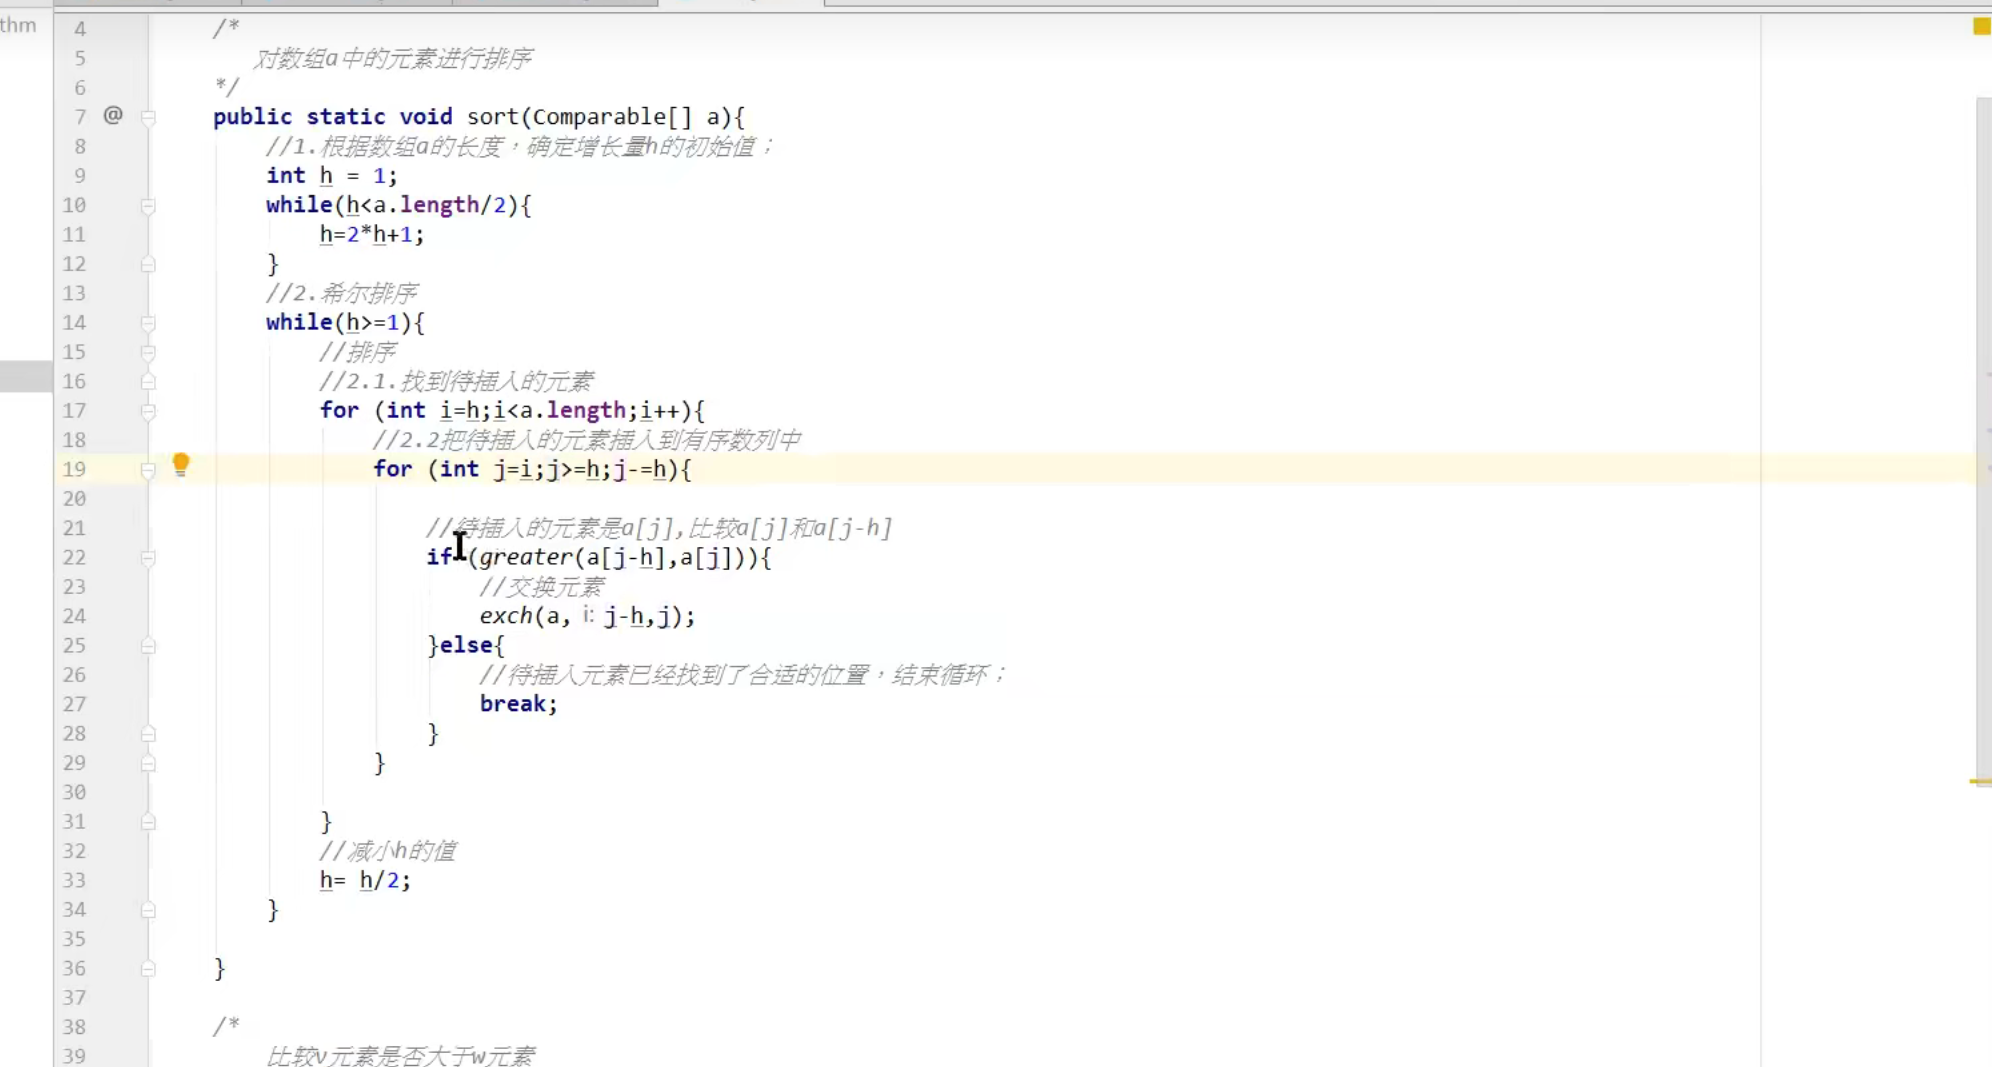 thm
4 /*
5 对数组a中的元素进行排序
6 */
7 @ public static void sort(Comparable[] a){
8 //1.根据数组a的长度，确定增长量h的初始值；
9 int h = 1;
10 while(h<a.length/2){
11 h=2*h+1;
12 }
13 //2.希尔排序
14 while(h>=1){
15 //排序
16 //2.1.找到待插入的元素
17 for (int i=h;i<a.length;i++){
18 //2.2把待插入的元素插入到有序数列中
19 for (int j=i;j>=h;j-=h){
20
21 //待插入的元素是a[j],比较a[j]和a[j-h]
22 if (greater(a[j-h],a[j])){
23 //交换元素
24 exch(a, i: j-h,j);
25 }else{
26 //待插入元素已经找到了合适的位置，结束循环；
27 break;
28 }
29 }
30
31 }
32 //减小h的值
33 h= h/2;
34 }
35
36 }
37
38 /*
39 比较v元素是否大于w元素